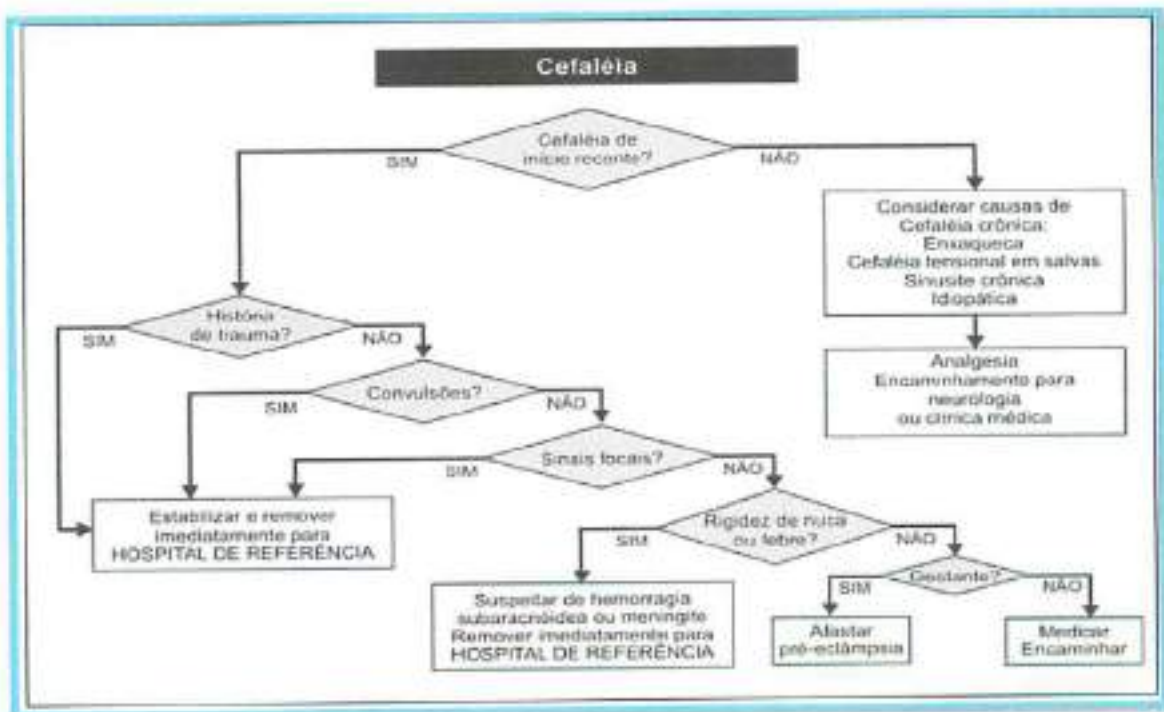 Cefaléia
Cefaléia de
início recente?
SIM
NÃO
Considerar causas de
Cefaléia crônica:
Enxaqueca
Cefaléia tensional em salvas
Sinusite crônica
Idiopática
História
de trauma?
SIM
NÃO
Analgesia
Encaminhamento para
neurologia
ou clínica médica
Convulsões?
SIM
NÃO
Sinais focais?
SIM
NÃO
Estabilizar e remover
imediatamente para
HOSPITAL DE REFERÊNCIA
Rigidez de nuca
ou febre?
SIM
NÃO
Suspeitar de hemorragia
subaracnóidea ou meningite
Remover imediatamente para
HOSPITAL DE REFERÊNCIA
Gestante?
SIM
NÃO
Afastar
pré-eclâmpsia
Medicar
Encaminhar